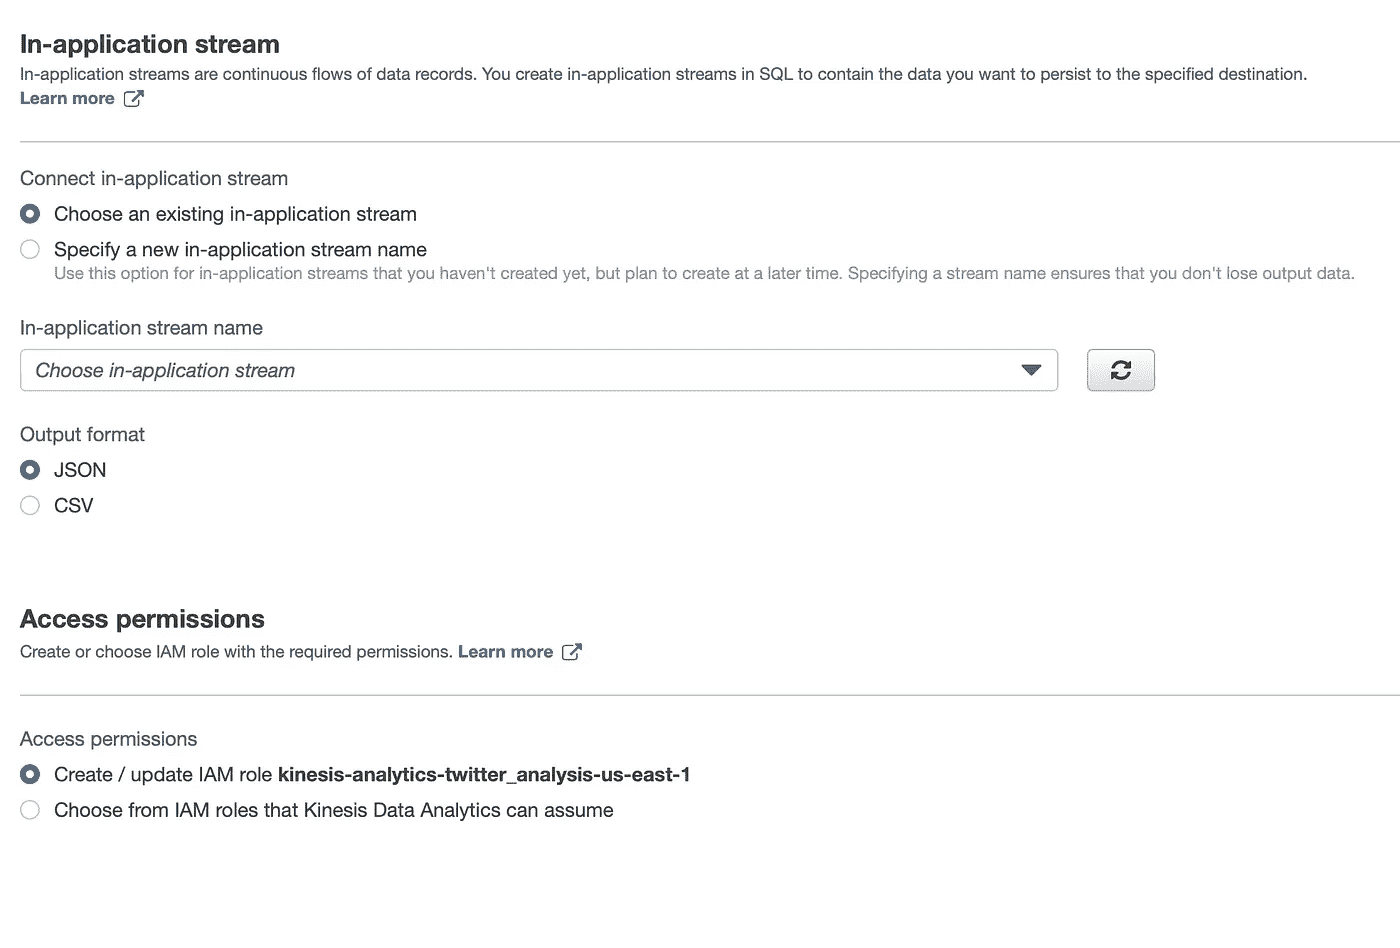 In-application stream
In-application streams are continuous flows of data records. You create in-application streams in SQL to contain the data you want to persist to the specified destination.
Learn more
Connect in-application stream
Choose an existing in-application stream
Specify a new in-application stream name
Use this option for in-application streams that you haven't created yet, but plan to create at a later time. Specifying a stream name ensures that you don't lose output data.
In-application stream name
Choose in-application stream
Output format
JSON
CSV
Access permissions
Create or choose IAM role with the required permissions. Learn more
Access permissions
Create / update IAM role kinesis-analytics-twitter_analysis-us-east-1
Choose from IAM roles that Kinesis Data Analytics can assume